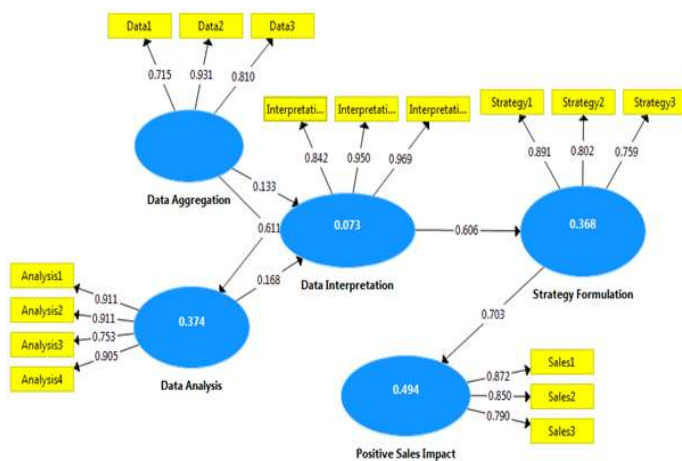 Data1
Data2
Data3
0.715
0.931
0.810
Data Aggregation
Interpretati...
Interpretati...
Interpretati...
0.842
0.950
0.969
0.133
0.611
0.168
0.073
Data Interpretation
0.606
Strategy1
Strategy2
Strategy3
0.891
0.802
0.759
0.368
Strategy Formulation
Analysis1
Analysis2
Analysis3
Analysis4
0.911
0.911
0.753
0.905
0.374
Data Analysis
0.703
0.494
Positive Sales Impact
0.872
0.850
0.790
Sales1
Sales2
Sales3